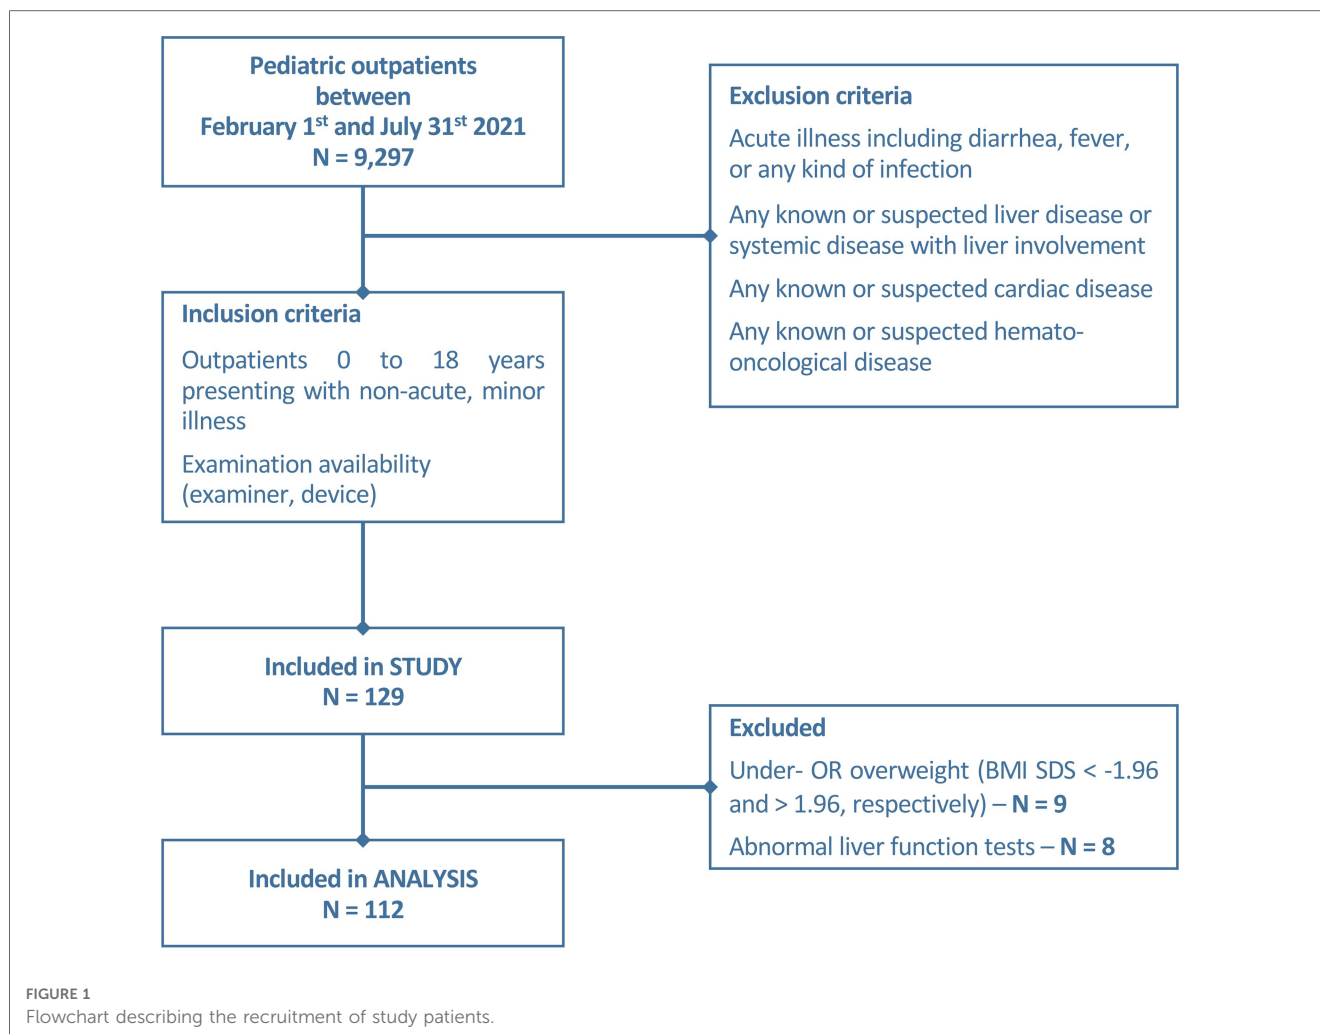 Pediatric outpatients
between
February 1st and July 31st 2021
N = 9,297
Exclusion criteria
Acute illness including diarrhea, fever,
or any kind of infection
Any known or suspected liver disease or
systemic disease with liver involvement
Any known or suspected cardiac disease
Any known or suspected hemato-
oncological disease
Inclusion criteria
Outpatients 0 to 18 years
presenting with non-acute, minor
illness
Examination availability
(examiner, device)
Included in STUDY
N = 129
Excluded
Under- OR overweight (BMI SDS < -1.96
and > 1.96, respectively) – N = 9
Abnormal liver function tests – N = 8
Included in ANALYSIS
N = 112
FIGURE 1
Flowchart describing the recruitment of study patients.